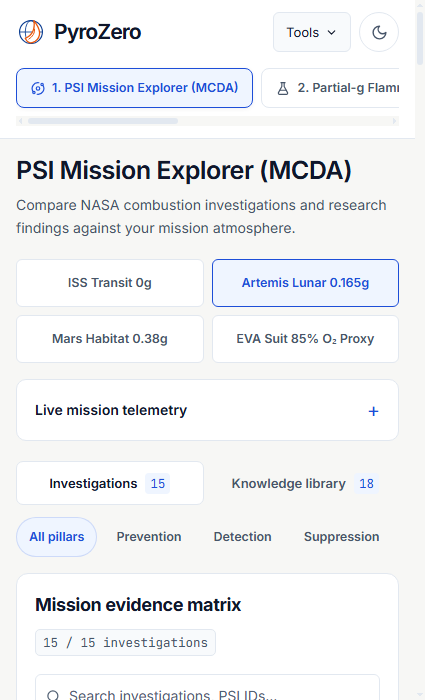 PyroZero
Tools
1. PSI Mission Explorer (MCDA)
2. Partial-g
PSI Mission Explorer (MCDA)
Compare NASA combustion investigations and research
findings against your mission atmosphere.
ISS Transit 0g
Artemis Lunar 0.165g
Mars Habitat 0.38g
EVA Suit 85% O₂ Proxy
Live mission telemetry
+
Investigations 15
Knowledge library 18
All pillars
Prevention
Detection
Suppression
Mission evidence matrix
15 / 15 investigations
Search investigations, PSI IDs...